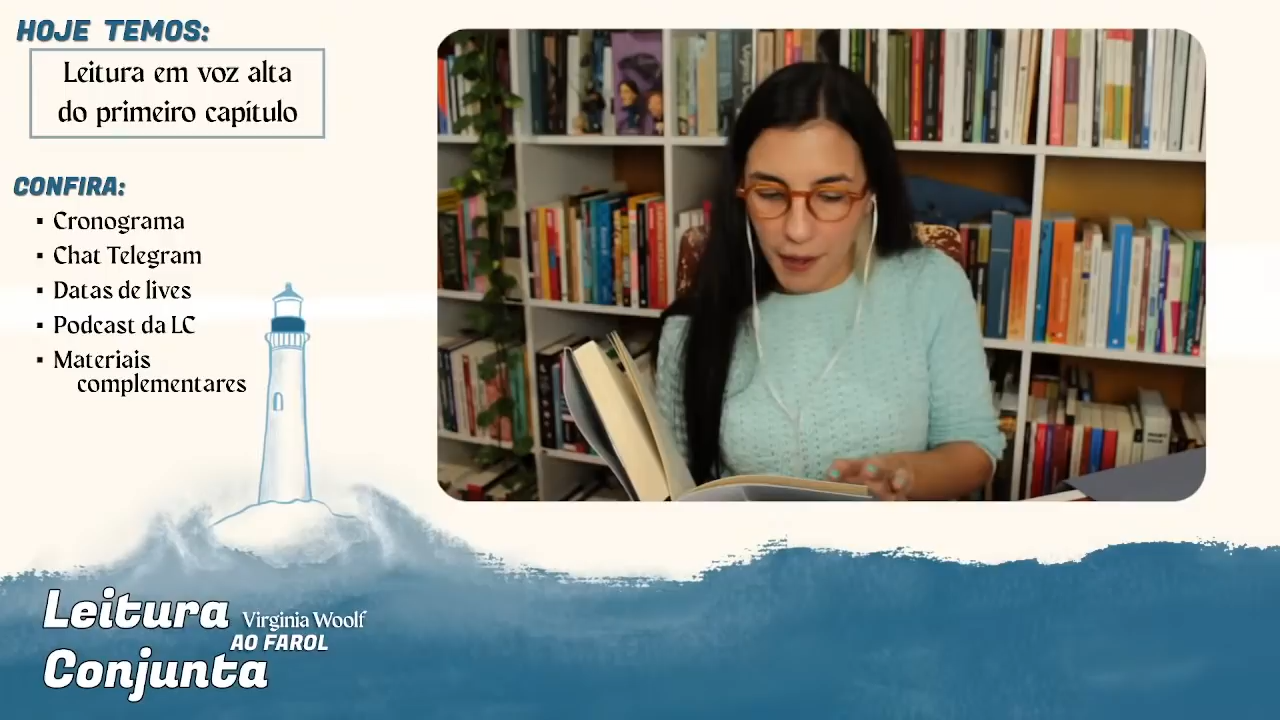 HOJE TEMOS:
Leitura em voz alta
do primeiro capítulo
CONFIRA:
▪ Cronograma
▪ Chat Telegram
▪ Datas de lives
▪ Podcast da LC
▪ Materiais
complementares
Leitura
Conjunta
Virginia Woolf
AO FAROL